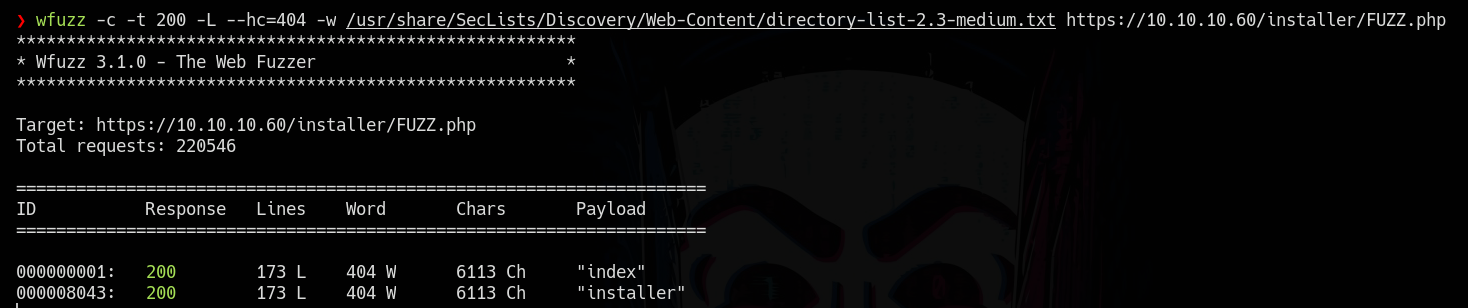 ❯ wfuzz -c -t 200 -L --hc=404 -w /usr/share/SecLists/Discovery/Web-Content/directory-list-2.3-medium.txt https://10.10.10.60/installer/FUZZ.php
********************************************************
* Wfuzz 3.1.0 - The Web Fuzzer                         *
********************************************************
Target: https://10.10.10.60/installer/FUZZ.php
Total requests: 220546
=====================================================================
ID           Response   Lines    Word       Chars       Payload
=====================================================================
000000001:   200        173 L    404 W      6113 Ch     "index"
000008043:   200        173 L    404 W      6113 Ch     "installer"